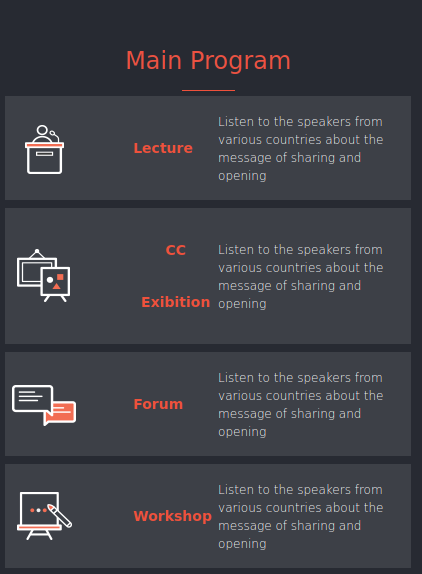 Main Program
Lecture
Listen to the speakers from
various countries about the
message of sharing and
opening
CC
Exibition
Listen to the speakers from
various countries about the
message of sharing and
opening
Forum
Listen to the speakers from
various countries about the
message of sharing and
opening
Workshop
Listen to the speakers from
various countries about the
message of sharing and
opening